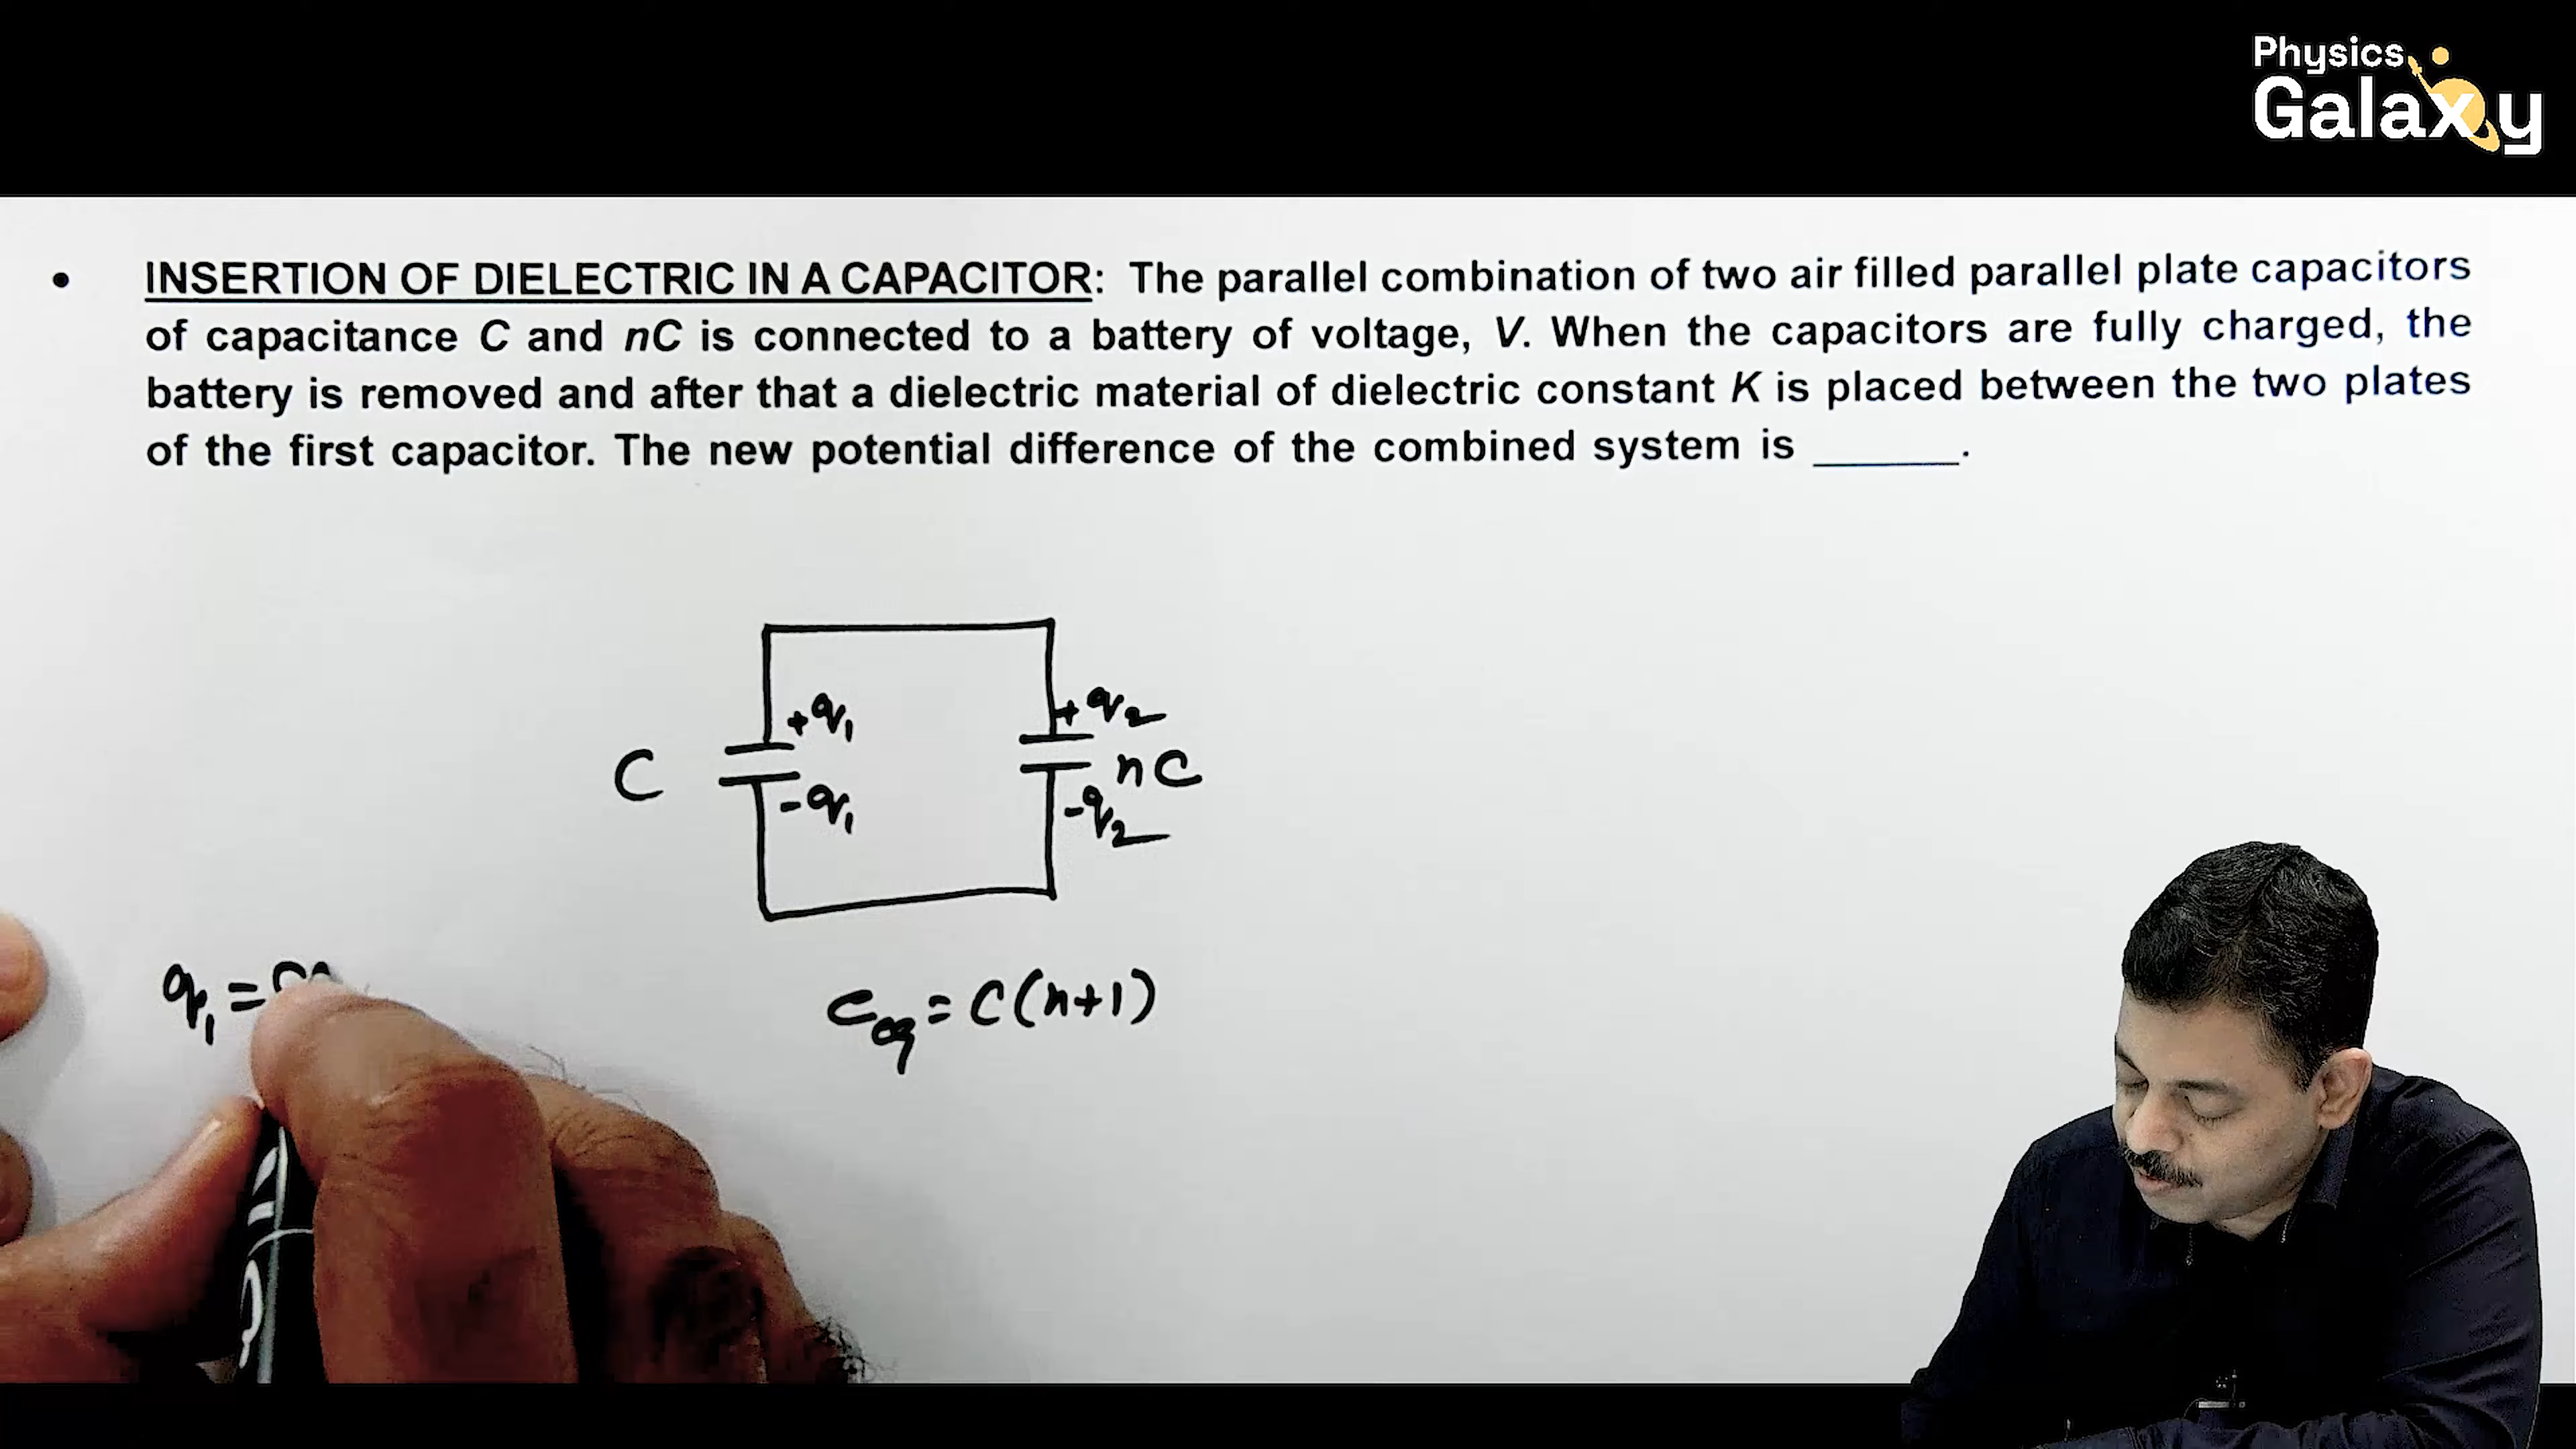 Physics
Galaxy
• INSERTION OF DIELECTRIC IN A CAPACITOR: The parallel combination of two air filled parallel plate capacitors
of capacitance C and nC is connected to a battery of voltage, V. When the capacitors are fully charged, the
battery is removed and after that a dielectric material of dielectric constant K is placed between the two plates
of the first capacitor. The new potential difference of the combined system is ______.
+q₁
+q₂
C
nC
-q₁
-q₂
q₁ =
Ceq = C(n+1)